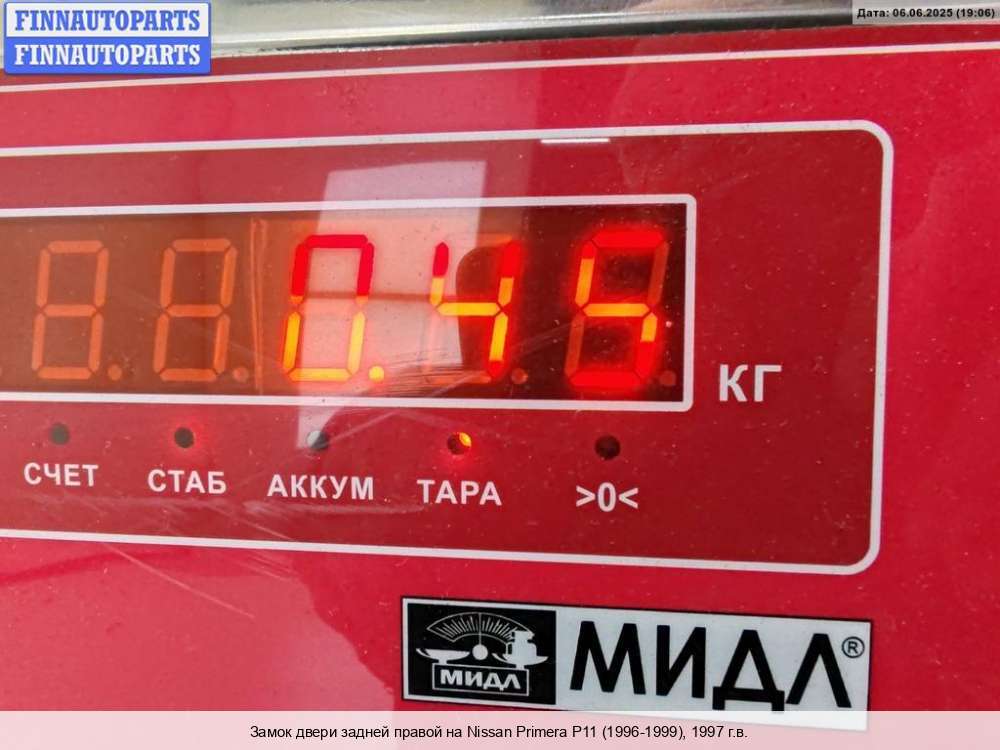 FINNAUTOPARTS
FINNAUTOPARTS
Дата: 06.06.2025 (19:06)
0.45
КГ
СЧЕТ СТАБ АККУМ ТАРА >0<
МИДЛ
МИДЛ®
Замок двери задней правой на Nissan Primera P11 (1996-1999), 1997 г.в.